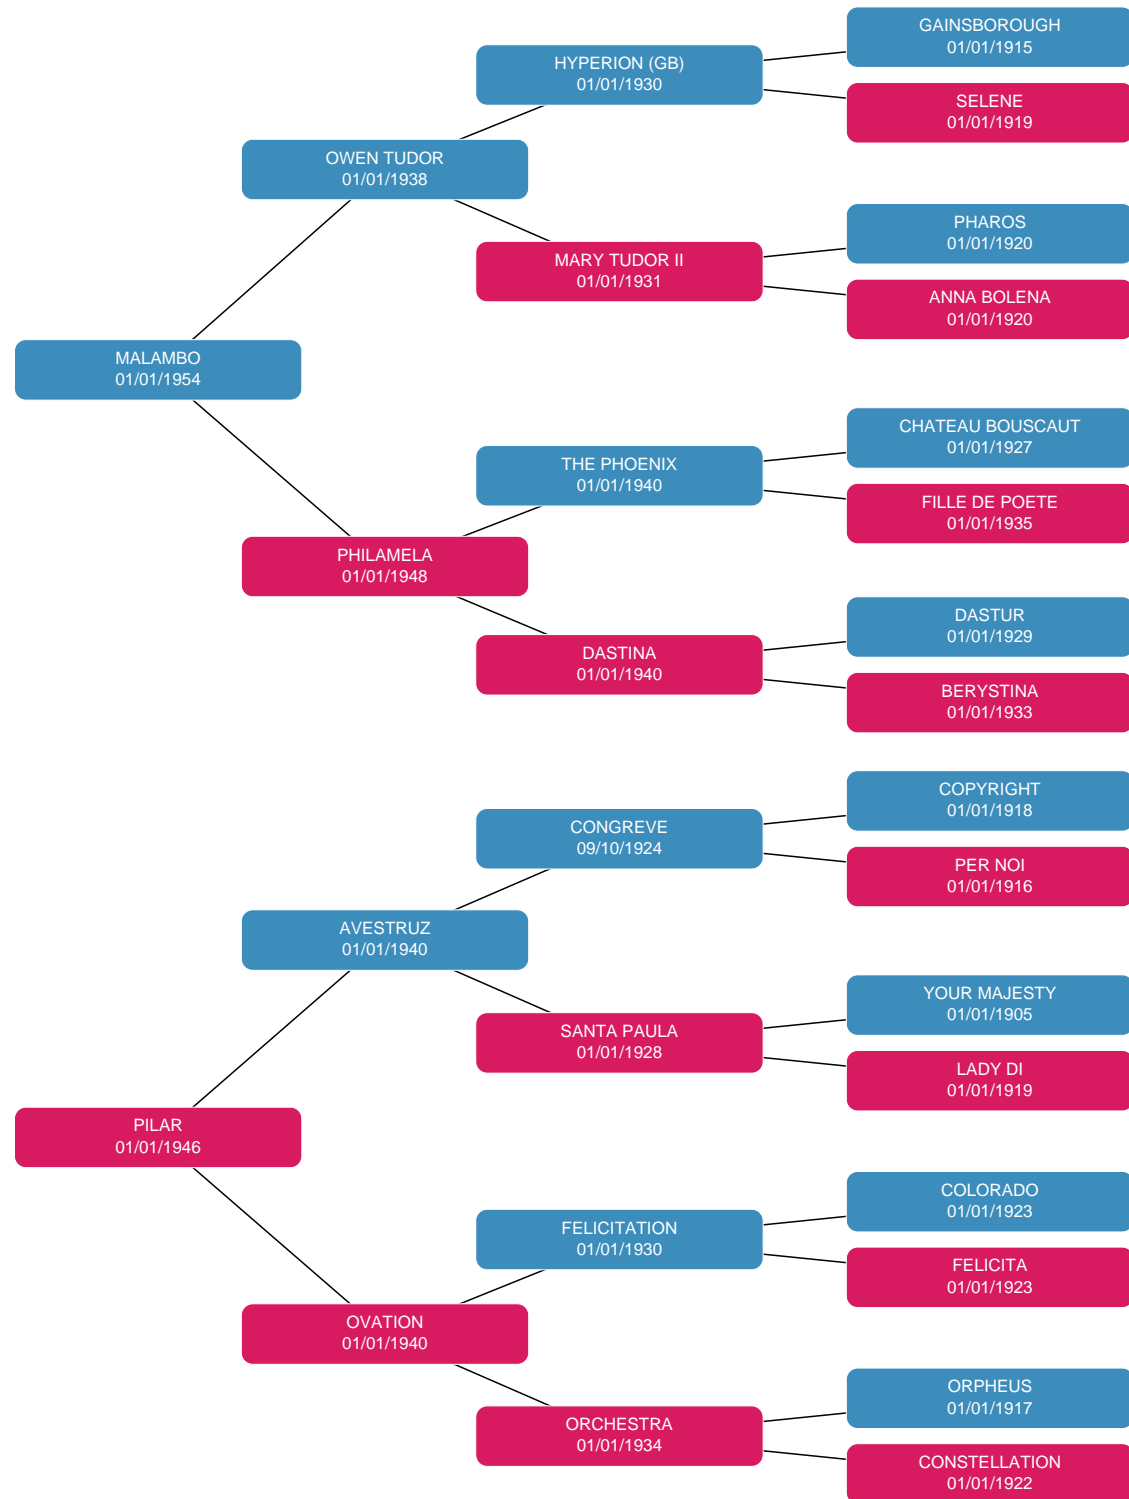 GAINSBOROUGH
01/01/1915
HYPERION (GB)
01/01/1930
SELENE
01/01/1919
OWEN TUDOR
01/01/1938
PHAROS
01/01/1920
MARY TUDOR II
01/01/1931
ANNA BOLENA
01/01/1920
MALAMBO
01/01/1954
CHATEAU BOUSCAUT
01/01/1927
THE PHOENIX
01/01/1940
FILLE DE POETE
01/01/1935
PHILAMELA
01/01/1948
DASTUR
01/01/1929
DASTINA
01/01/1940
BERYSTINA
01/01/1933
COPYRIGHT
01/01/1918
CONGREVE
09/10/1924
PER NOI
01/01/1916
AVESTRUZ
01/01/1940
YOUR MAJESTY
01/01/1905
SANTA PAULA
01/01/1928
LADY DI
01/01/1919
PILAR
01/01/1946
COLORADO
01/01/1923
FELICITATION
01/01/1930
FELICITA
01/01/1923
OVATION
01/01/1940
ORPHEUS
01/01/1917
ORCHESTRA
01/01/1934
CONSTELLATION
01/01/1922